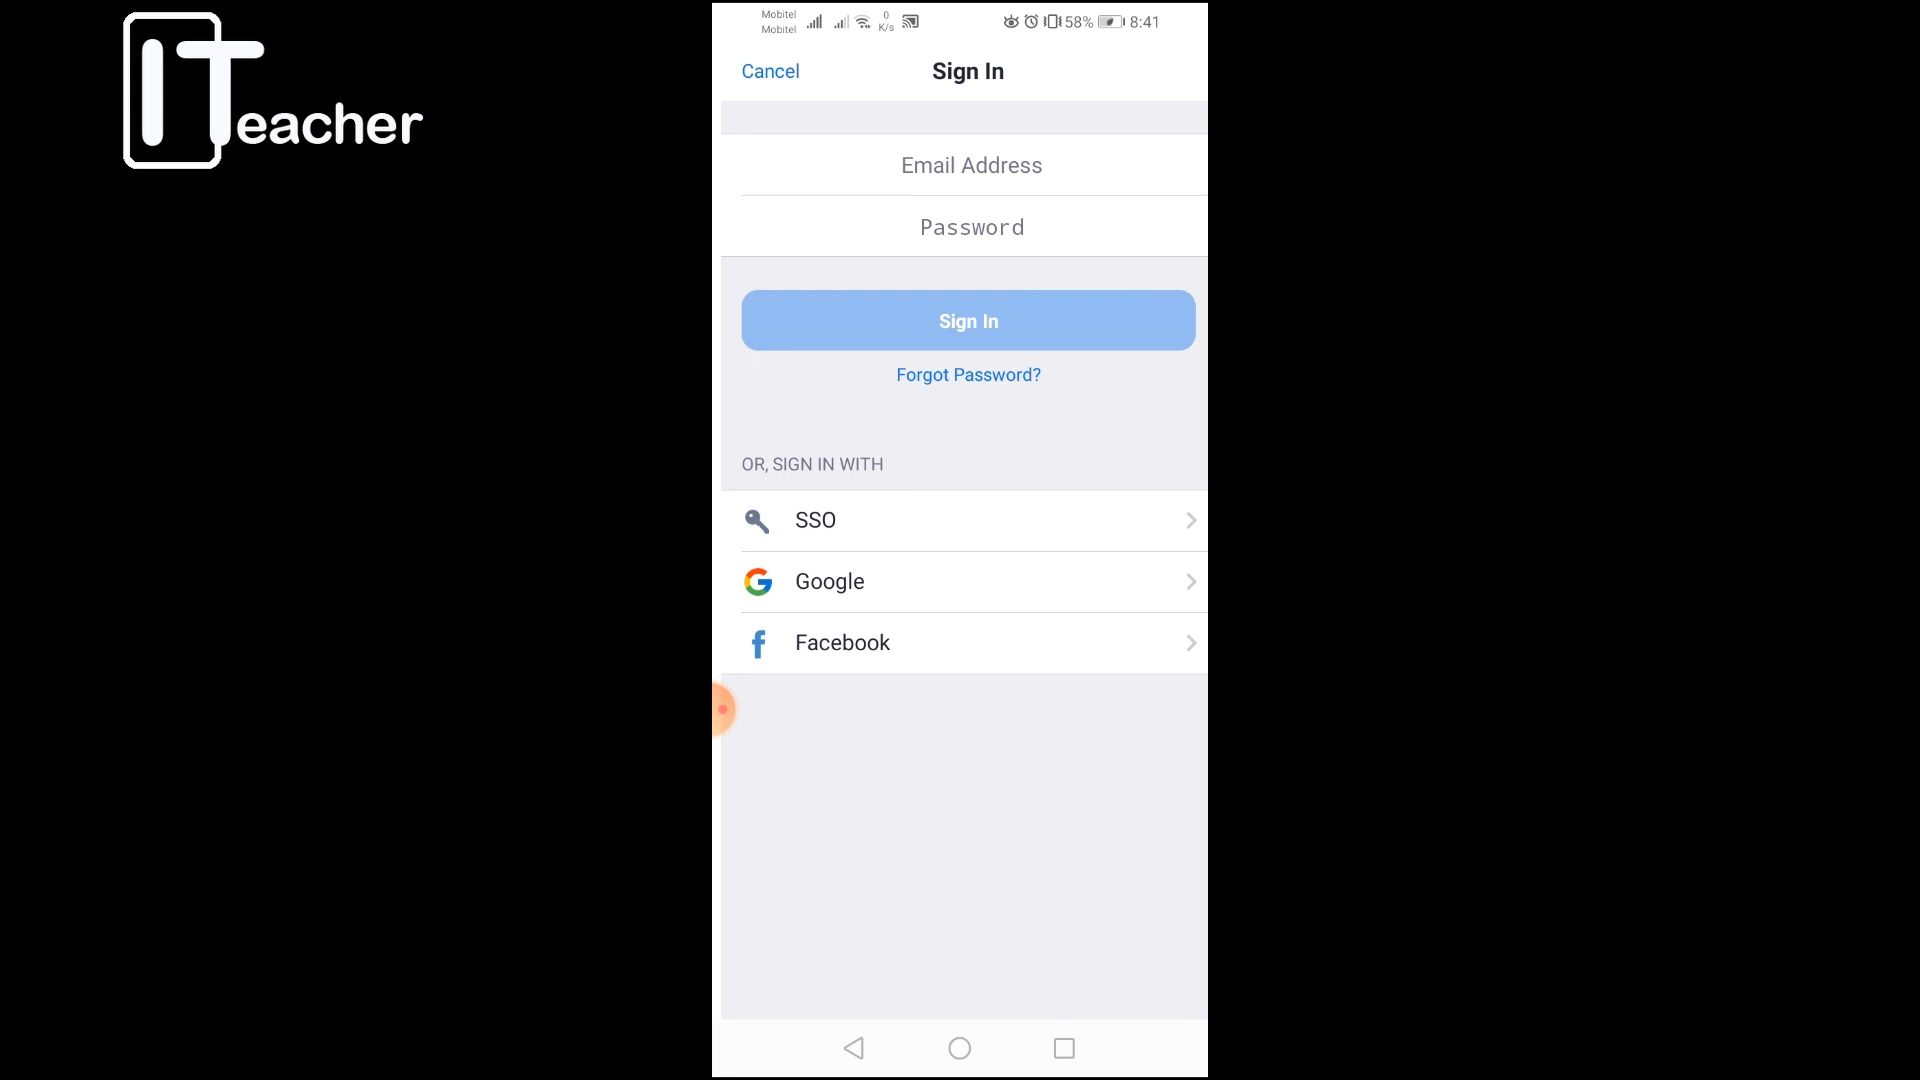 ITeacher
Mobitel
Mobitel
0
K/s
58%
8:41
Cancel
Sign In
Email Address
Password
Sign In
Forgot Password?
OR, SIGN IN WITH
SSO
Google
Facebook